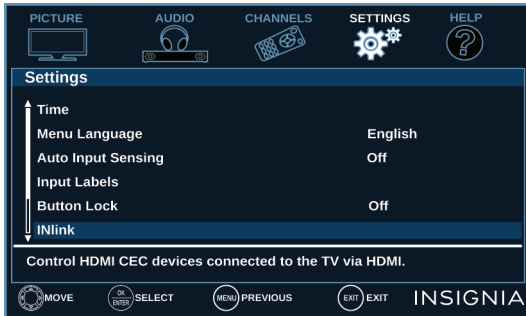 PICTURE AUDIO CHANNELS SETTINGS HELP
Settings
Time
Menu Language English
Auto Input Sensing Off
Input Labels
Button Lock Off
INlink
Control HDMI CEC devices connected to the TV via HDMI.
MOVE OK ENTER SELECT MENU PREVIOUS EXIT EXIT INSIGNIA